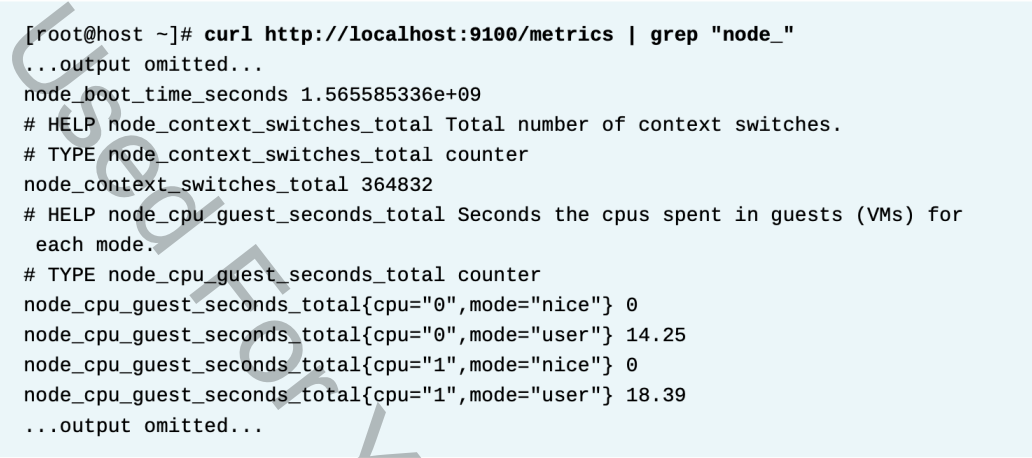 [root@host ~]# curl http://localhost:9100/metrics | grep "node_"
...output omitted...
node_boot_time_seconds 1.565585336e+09
# HELP node_context_switches_total Total number of context switches.
# TYPE node_context_switches_total counter
node_context_switches_total 364832
# HELP node_cpu_guest_seconds_total Seconds the cpus spent in guests (VMs) for
each mode.
# TYPE node_cpu_guest_seconds_total counter
node_cpu_guest_seconds_total{cpu="0",mode="nice"} 0
node_cpu_guest_seconds_total{cpu="0",mode="user"} 14.25
node_cpu_guest_seconds_total{cpu="1",mode="nice"} 0
node_cpu_guest_seconds_total{cpu="1",mode="user"} 18.39
...output omitted...
Used For